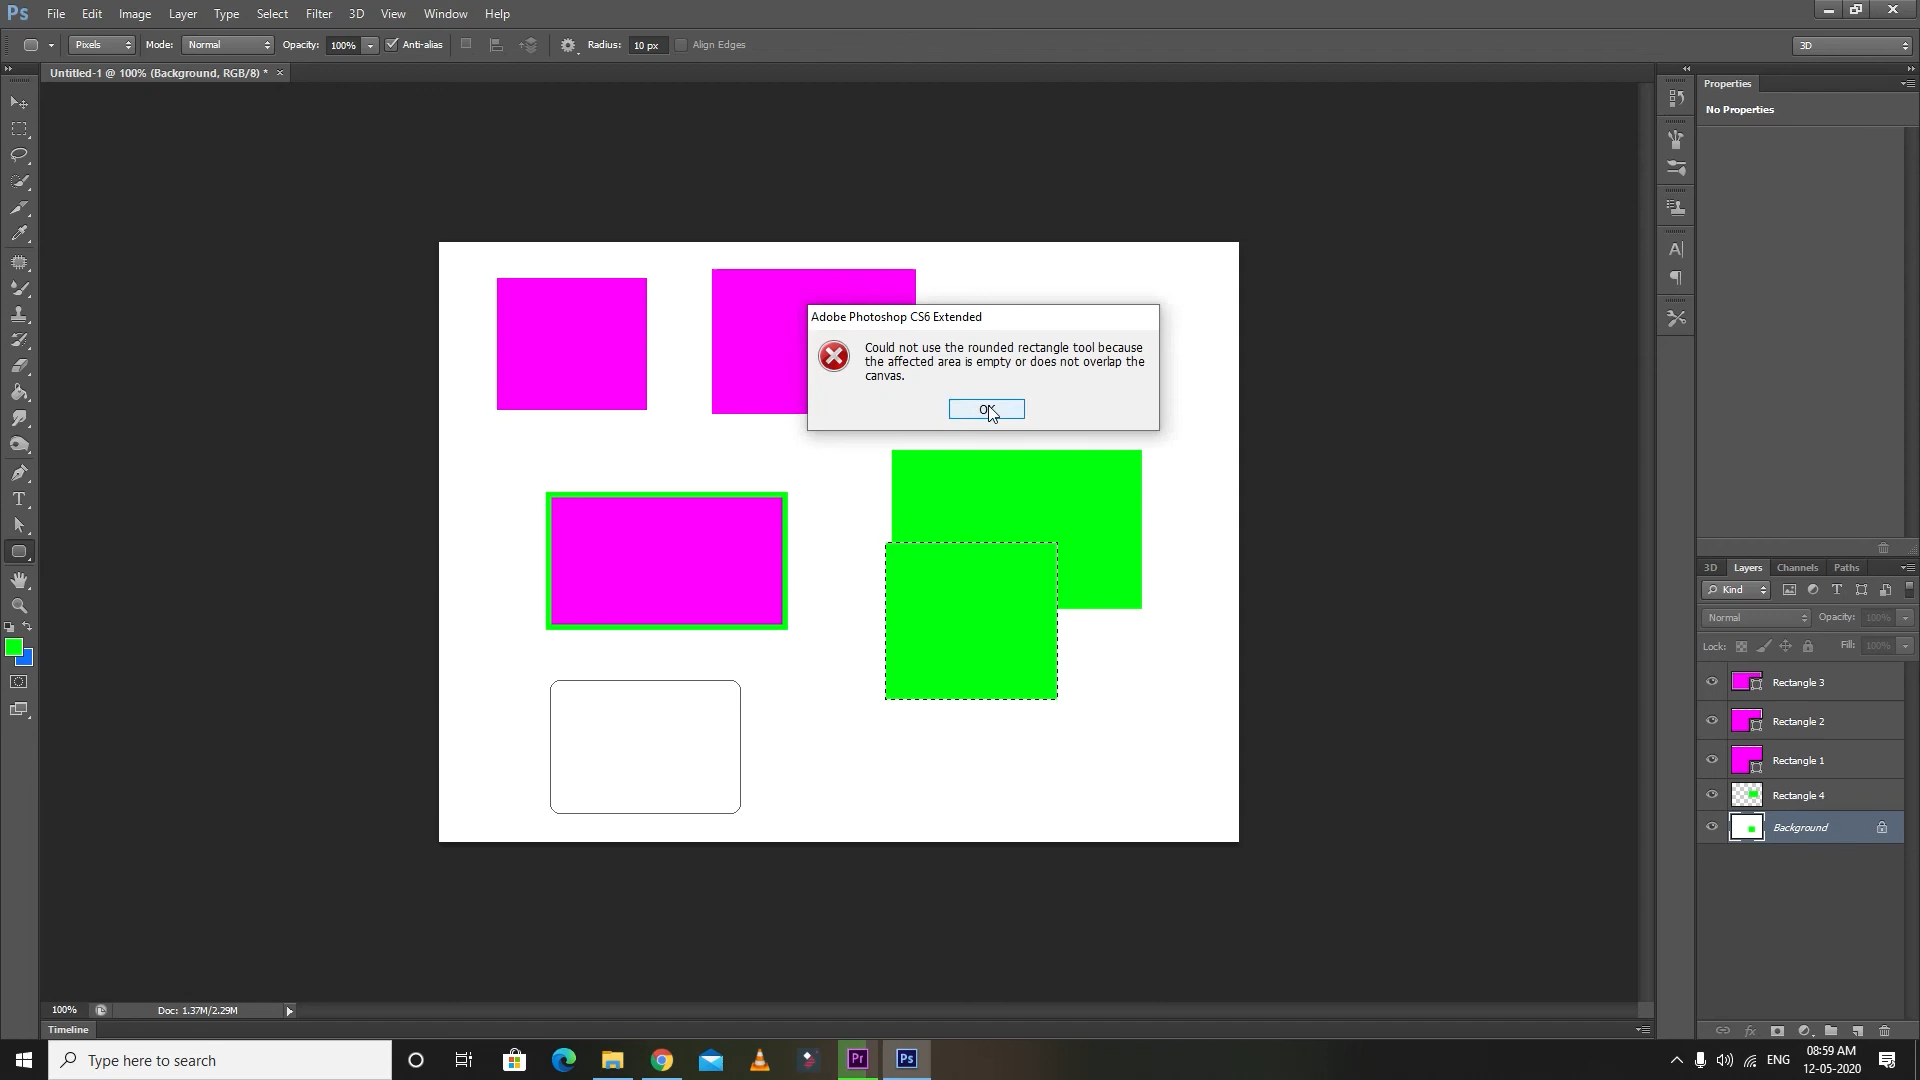 Ps File Edit Image Layer Type Select Filter 3D View Window Help
Pixels Mode: Normal Opacity: 100% Anti-alias Radius: 10 px Align Edges 3D
Untitled-1 @ 100% (Background, RGB/8) * ×
Properties
No Properties
Adobe Photoshop CS6 Extended
Could not use the rounded rectangle tool because
the affected area is empty or does not overlap the
canvas.
OK
3D Layers Channels Paths
Kind
Normal Opacity: 100%
Lock: Fill: 100%
Rectangle 3
Rectangle 2
Rectangle 1
Rectangle 4
Background
100% Doc: 1.37M/2.29M
Timeline
Type here to search
Pr Ps
ENG
08:59 AM
12-05-2020